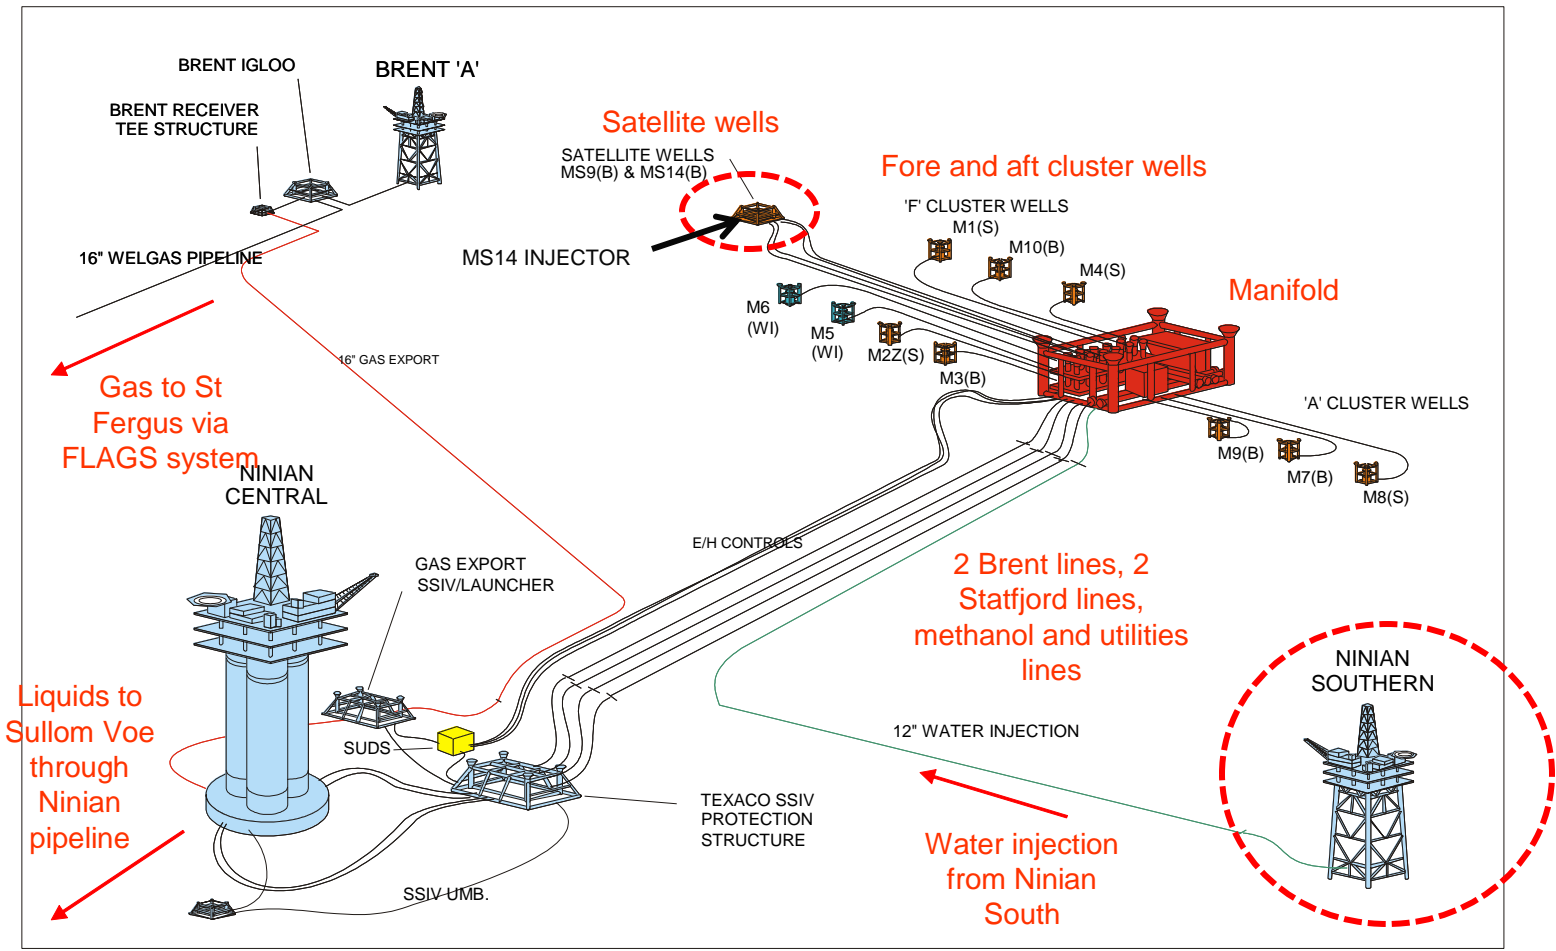 BRENT IGLOO
BRENT 'A'
BRENT RECEIVER
TEE STRUCTURE
16" WELGAS PIPELINE
Satellite wells
SATELLITE WELLS
MS9(B) & MS14(B)
MS14 INJECTOR
Fore and aft cluster wells
'F' CLUSTER WELLS
M1(S)
M10(B)
M4(S)
Manifold
M6
(WI)
M5
(WI)
M2Z(S)
M3(B)
'A' CLUSTER WELLS
M9(B)
M7(B)
M8(S)
16" GAS EXPORT
Gas to St
Fergus via
FLAGS system
NINIAN
CENTRAL
GAS EXPORT
SSIV/LAUNCHER
E/H CONTROLS
2 Brent lines, 2
Statfjord lines,
methanol and utilities
lines
NINIAN
SOUTHERN
Liquids to
Sullom Voe
through
Ninian
pipeline
SUDS
12" WATER INJECTION
TEXACO SSIV
PROTECTION
STRUCTURE
Water injection
from Ninian
South
SSIV UMB.